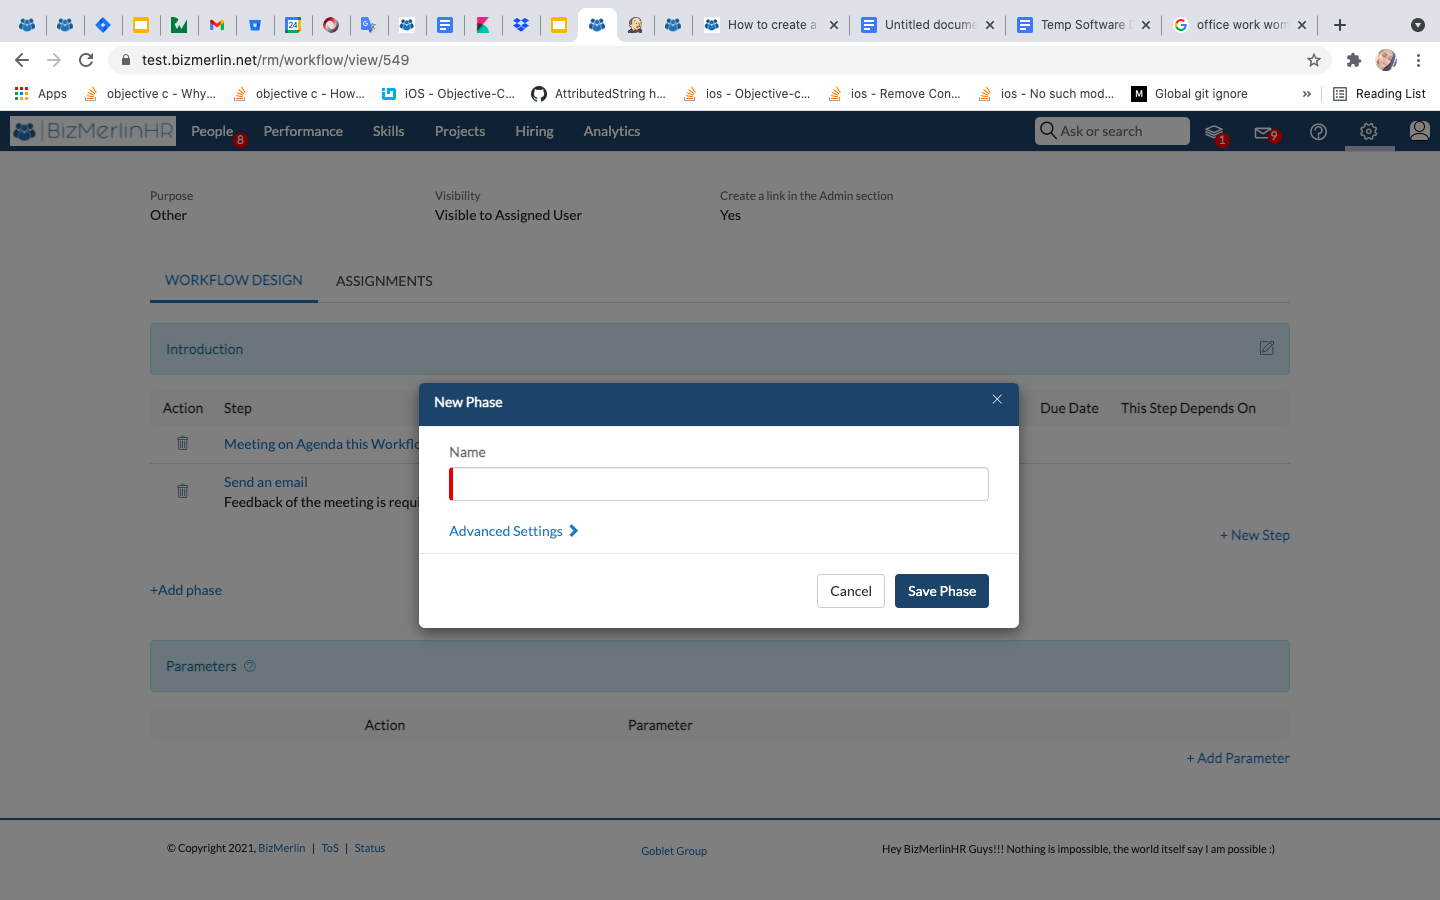 How to create a
Untitled docume
Temp Software
office work wom
test.bizmerlin.net/rm/workflow/view/549
Apps
objective c - Why...
objective c - How...
iOS - Objective-C...
AttributedString h...
ios - Objective-c...
ios - Remove Con...
ios - No such mod...
M
Global git ignore
»
Reading List
BizMerlinHR
People
8
Performance
Skills
Projects
Hiring
Analytics
Ask or search
1
9
Purpose
Visibility
Create a link in the Admin section
Other
Visible to Assigned User
Yes
WORKFLOW DESIGN
ASSIGNMENTS
Introduction
Action
Step
Due Date
This Step Depends On
Meeting on Agenda this Workflo
Send an email
Feedback of the meeting is requi
+ New Step
+Add phase
New Phase
Name
Advanced Settings
Cancel
Save Phase
Parameters
Action
Parameter
+ Add Parameter
© Copyright 2021, BizMerlin | ToS | Status
Goblet Group
Hey BizMerlinHR Guys!!! Nothing is impossible, the world itself say I am possible :)